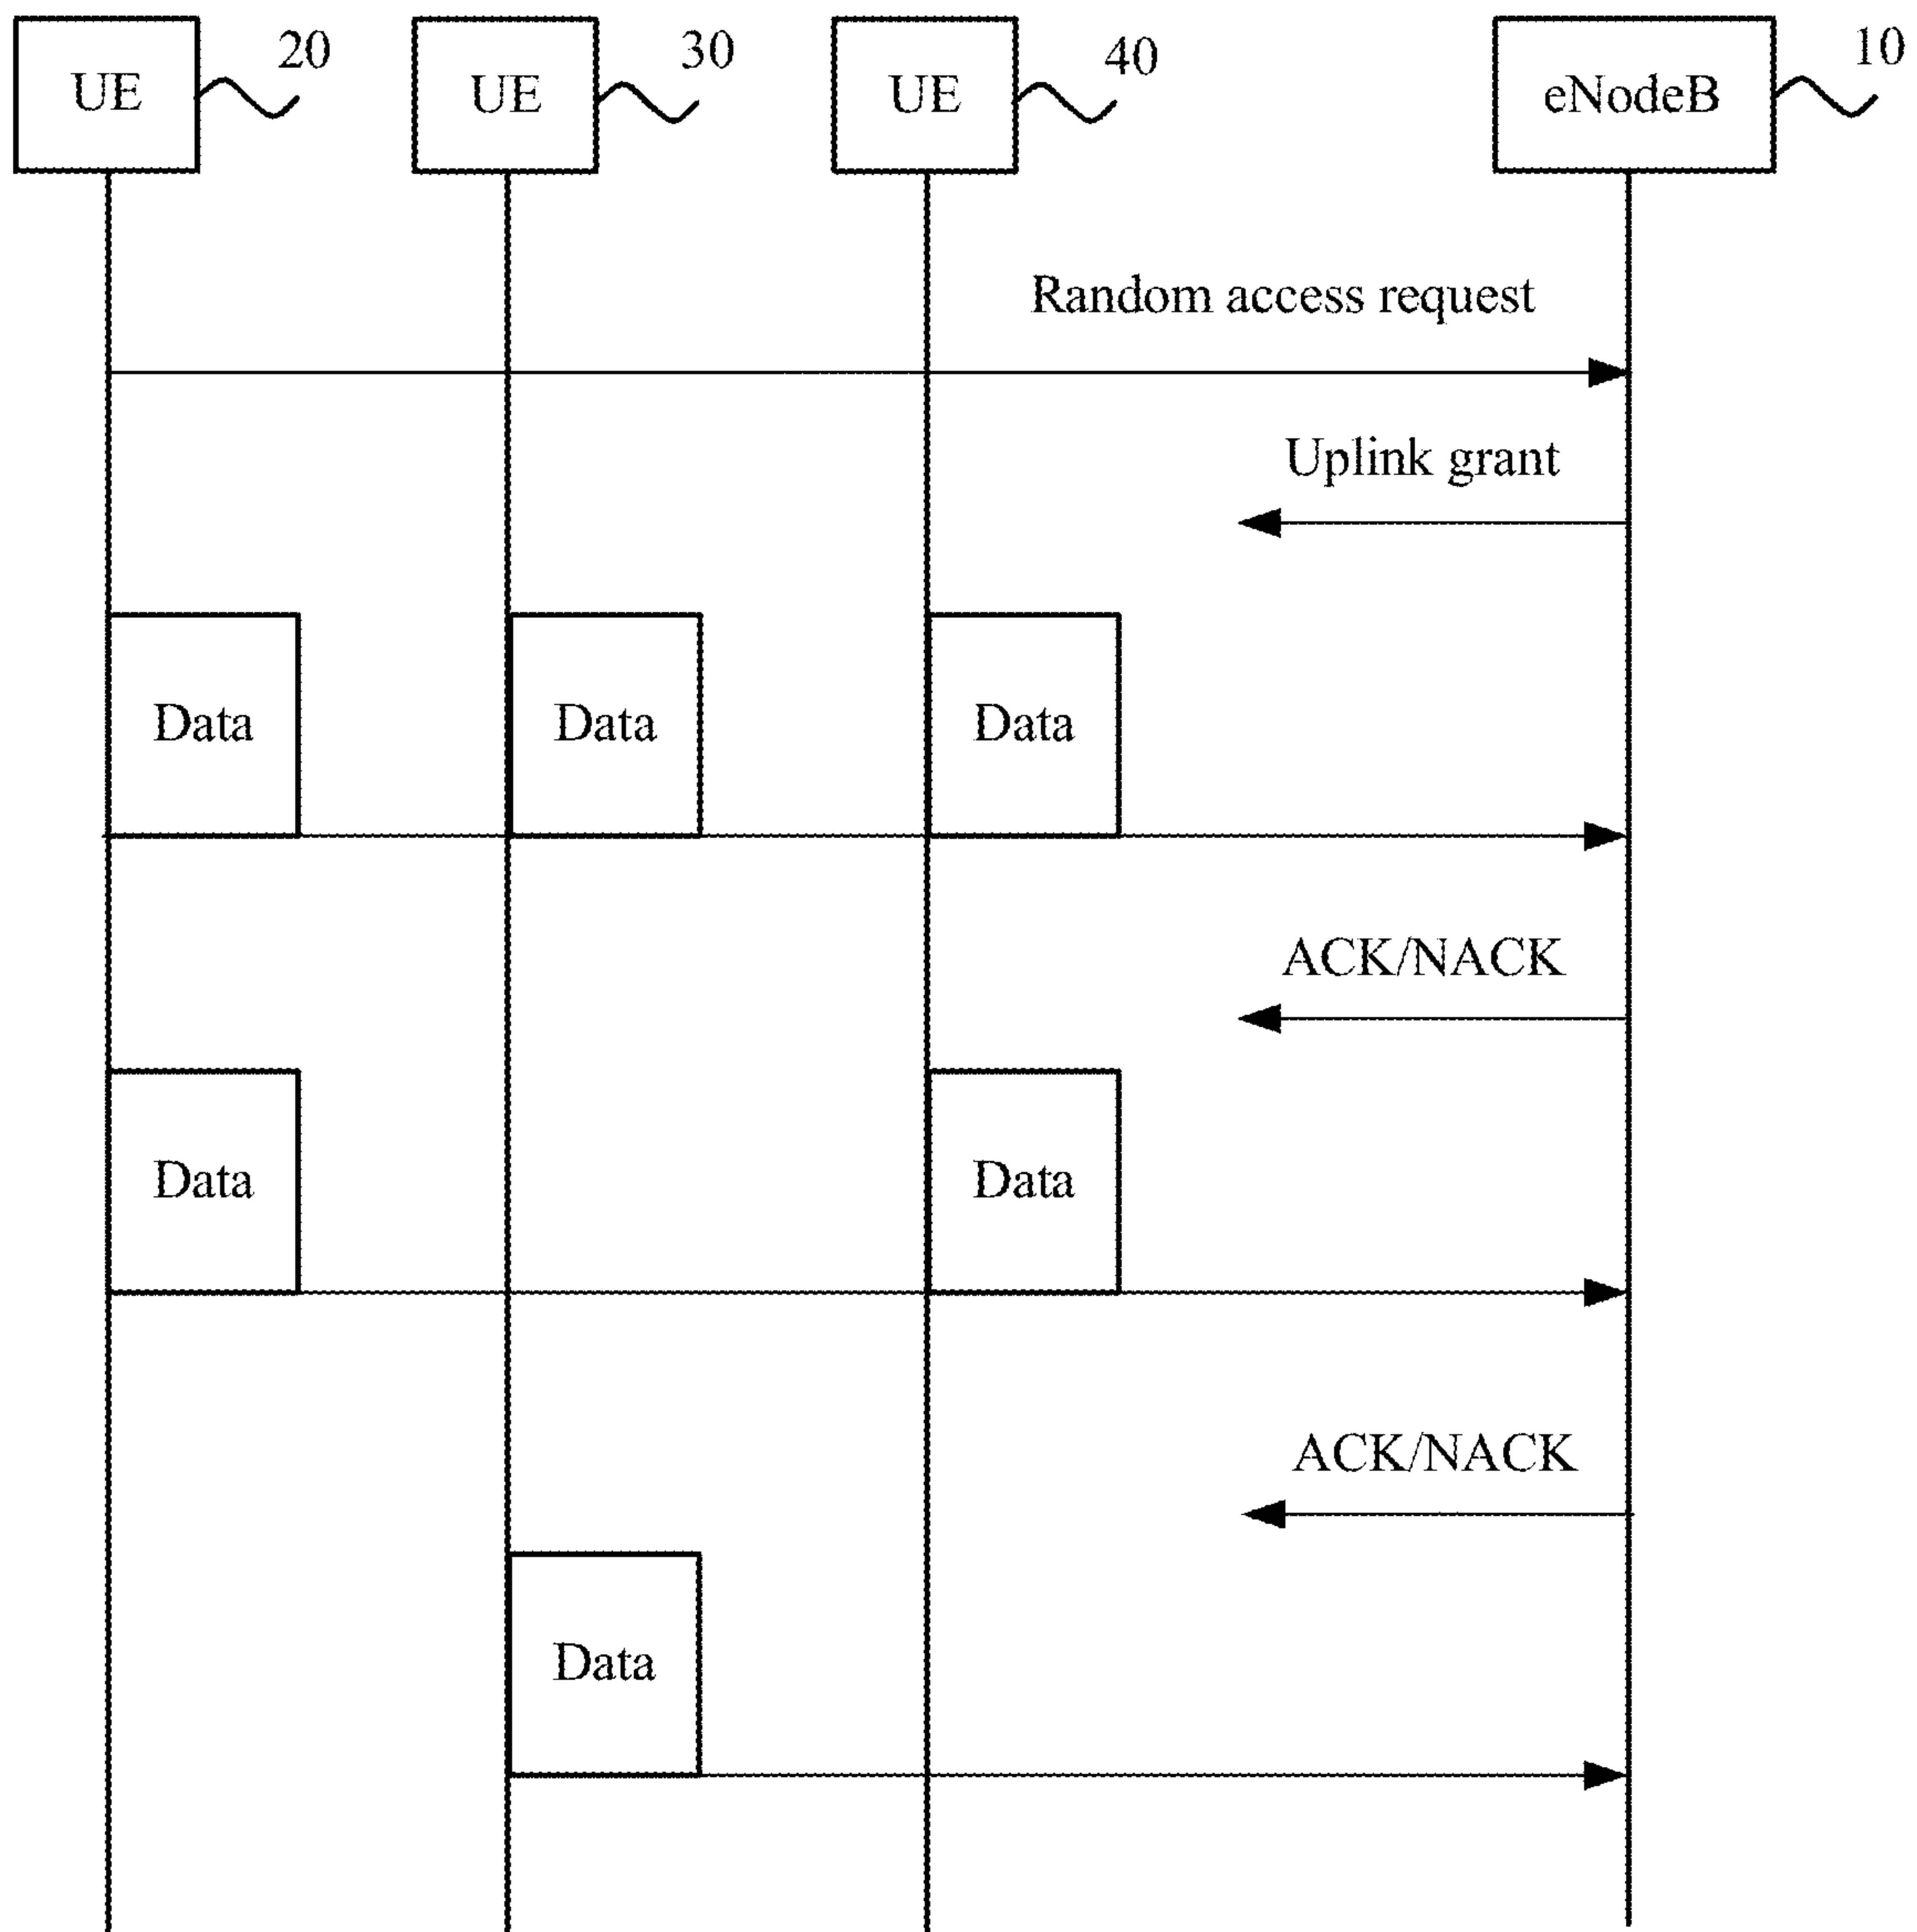 UE 20 UE 30 UE 40 eNodeB 10
Random access request
Uplink grant
Data Data Data
ACK/NACK
Data Data
ACK/NACK
Data